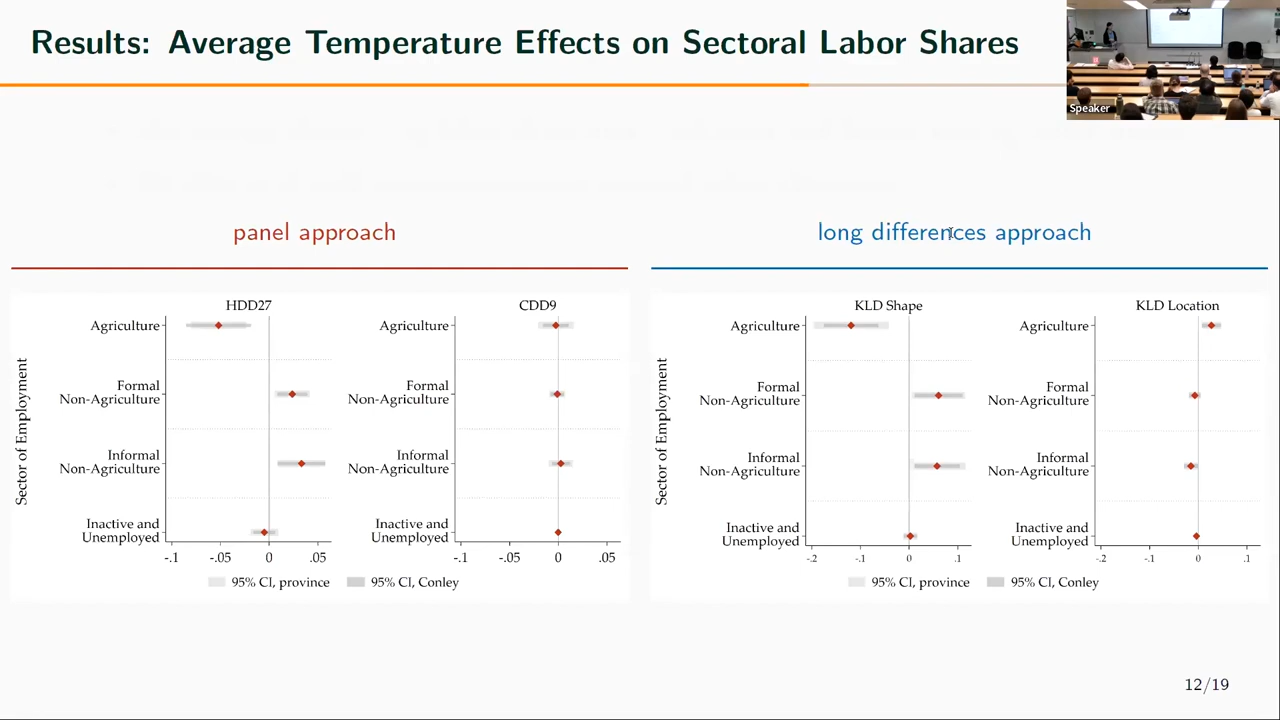 Results: Average Temperature Effects on Sectoral Labor Shares
Speaker
panel approach
long differences approach
HDD27
CDD9
Sector of Employment
Agriculture
Formal
Non-Agriculture
Informal
Non-Agriculture
Inactive and
Unemployed
-.1 -.05 0 .05
Agriculture
Formal
Non-Agriculture
Informal
Non-Agriculture
Inactive and
Unemployed
-.1 -.05 0 .05
95% CI, province 95% CI, Conley
KLD Shape
KLD Location
Sector of Employment
Agriculture
Formal
Non-Agriculture
Informal
Non-Agriculture
Inactive and
Unemployed
-.2 -.1 0 .1
Agriculture
Formal
Non-Agriculture
Informal
Non-Agriculture
Inactive and
Unemployed
-.2 -.1 0 .1
95% CI, province 95% CI, Conley
12/19